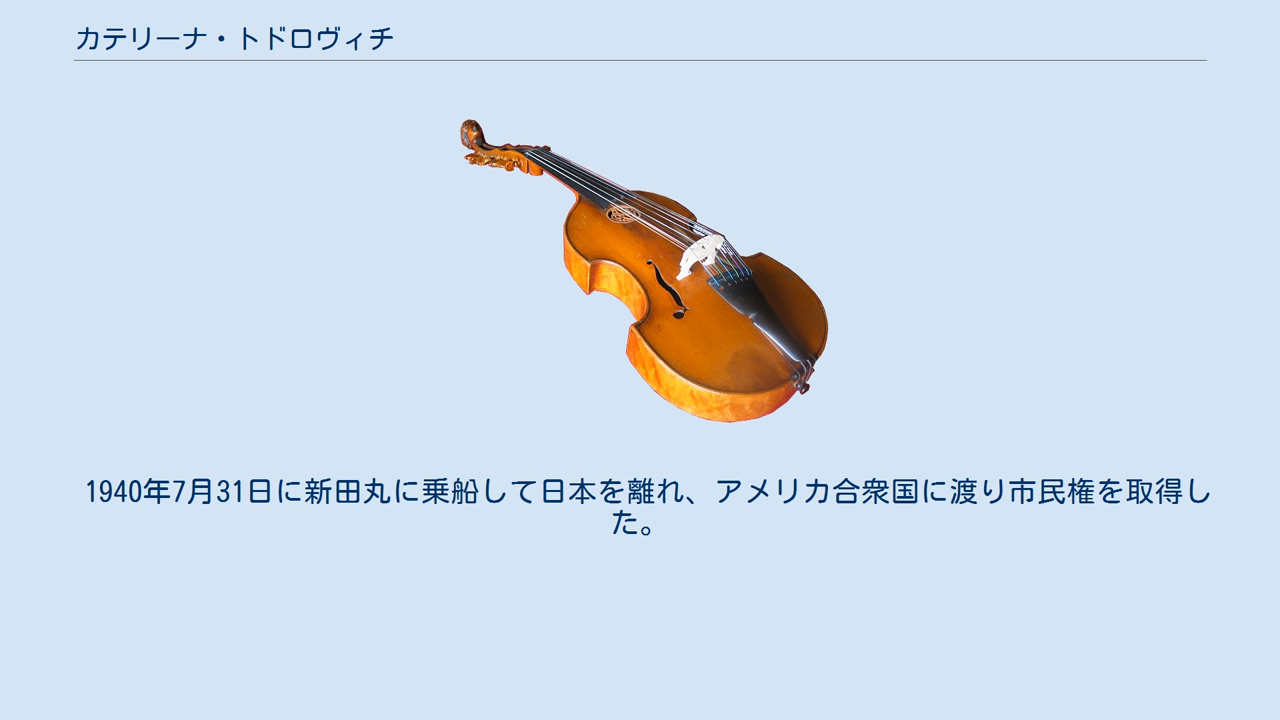 カテリーナ・トドロヴィチ
1940年7月31日に新田丸に乗船して日本を離れ、アメリカ合衆国に渡り市民権を取得し
た。